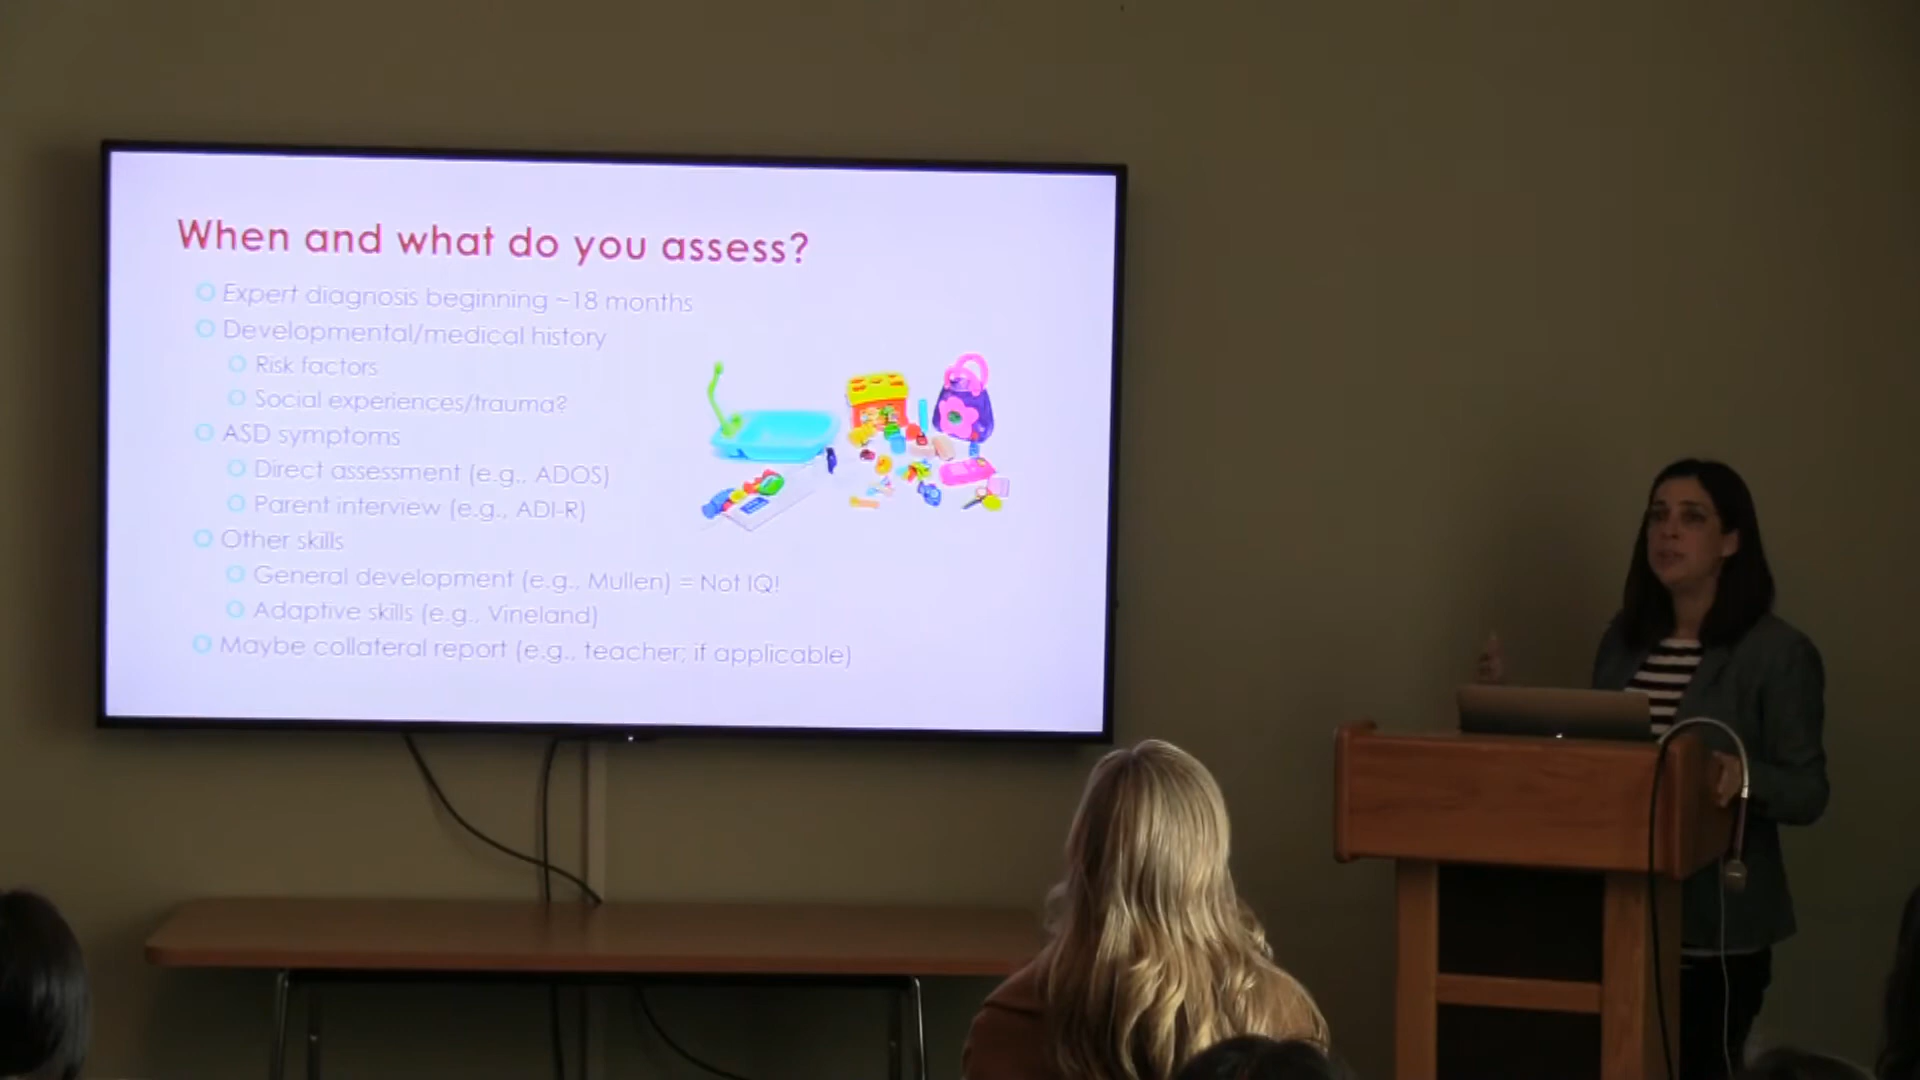 When and what do you assess?
Expert diagnosis beginning ~18 months
Developmental/medical history
Risk factors
Social experiences/trauma?
ASD symptoms
Direct assessment (e.g., ADOS)
Parent interview (e.g., ADI-R)
Other skills
General development (e.g., Mullen) = Not IQ!
Adaptive skills (e.g., Vineland)
Maybe collateral report (e.g., teacher; if applicable)